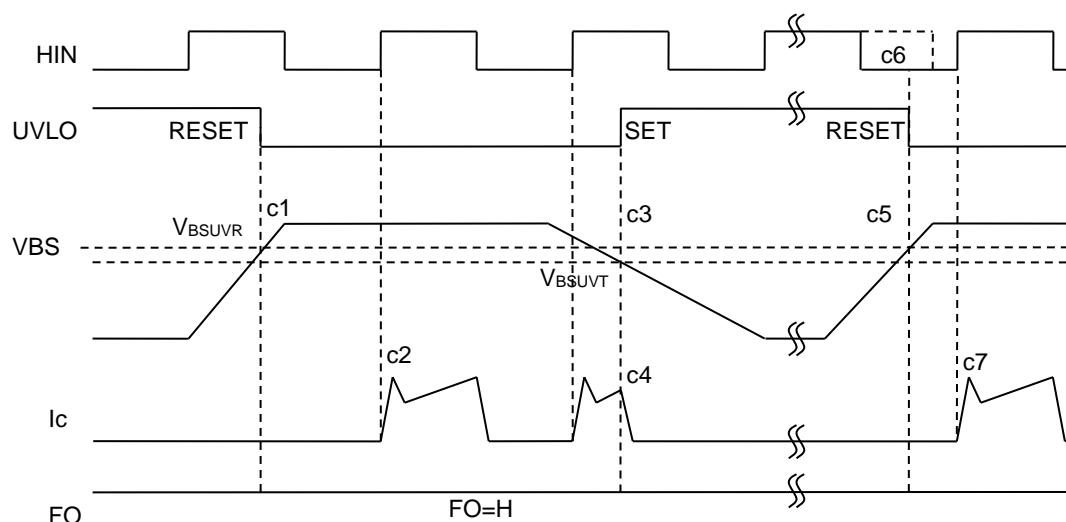 HIN
c6
UVLO
RESET
SET
RESET
c1
c3
c5
VBSUVR
VBS
VBSUVT
c2
c4
c7
Ic
FO=H
FO